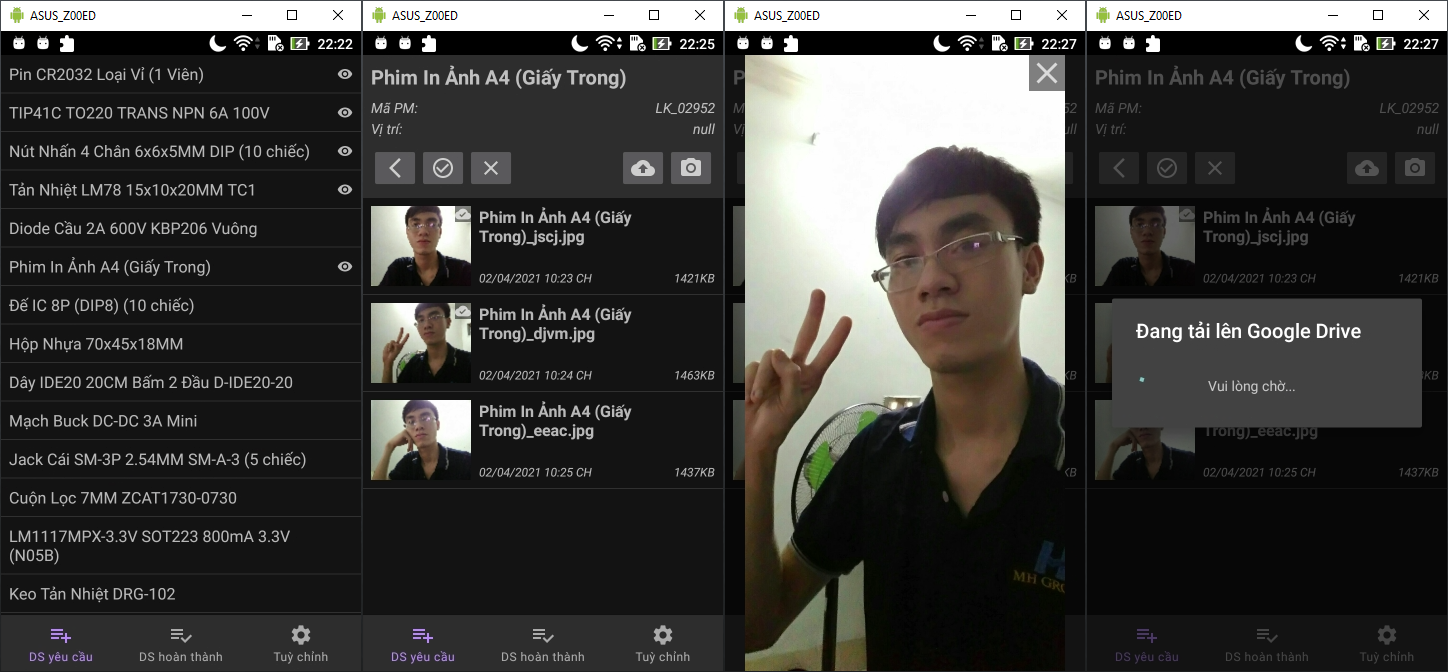 ASUS_Z00ED
22:22
Pin CR2032 Loại Vỉ (1 Viên)
TIP41C TO220 TRANS NPN 6A 100V
Nút Nhấn 4 Chân 6x6x5MM DIP (10 chiếc)
Tản Nhiệt LM78 15x10x20MM TC1
Diode Cầu 2A 600V KBP206 Vuông
Phim In Ảnh A4 (Giấy Trong)
Đế IC 8P (DIP8) (10 chiếc)
Hộp Nhựa 70x45x18MM
Dây IDE20 20CM Bấm 2 Đầu D-IDE20-20
Mạch Buck DC-DC 3A Mini
Jack Cái SM-3P 2.54MM SM-A-3 (5 chiếc)
Cuộn Lọc 7MM ZCAT1730-0730
LM1117MPX-3.3V SOT223 800mA 3.3V
(N05B)
Keo Tản Nhiệt DRG-102
DS yêu cầu DS hoàn thành Tuỳ chỉnh
ASUS_Z00ED
22:25
Phim In Ảnh A4 (Giấy Trong)
Mã PM: LK_02952
Vị trí: null
Phim In Ảnh A4 (Giấy
Trong)_jscj.jpg
02/04/2021 10:23 CH 1421KB
Phim In Ảnh A4 (Giấy
Trong)_djvm.jpg
02/04/2021 10:24 CH 1463KB
Phim In Ảnh A4 (Giấy
Trong)_eeac.jpg
02/04/2021 10:25 CH 1437KB
DS yêu cầu DS hoàn thành Tuỳ chỉnh
ASUS_Z00ED
22:27
MH GRO
ASUS_Z00ED
22:27
Phim In Ảnh A4 (Giấy Trong)
Mã PM: LK_02952
Vị trí: null
Phim In Ảnh A4 (Giấy
Trong)_jscj.jpg
02/04/2021 10:23 CH 1421KB
Đang tải lên Google Drive
Vui lòng chờ...
Trong)_eeac.jpg
02/04/2021 10:25 CH 1437KB
DS yêu cầu DS hoàn thành Tuỳ chỉnh